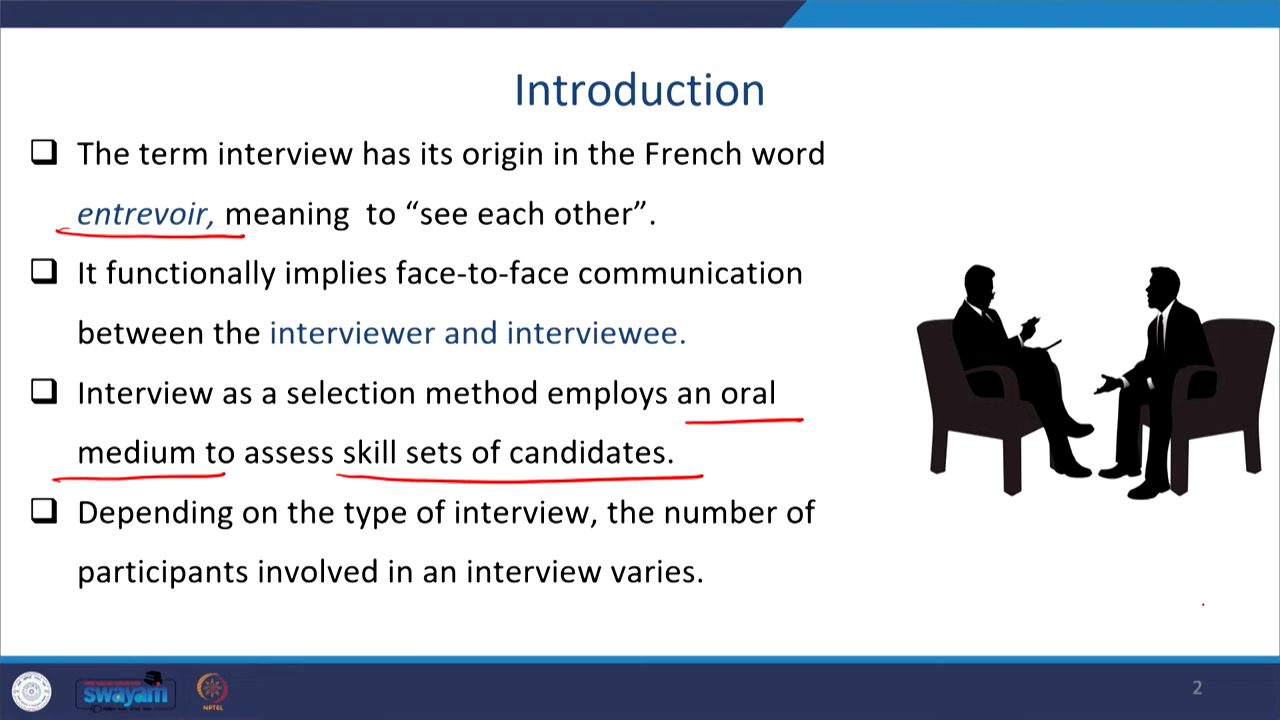 Introduction
The term interview has its origin in the French word
entrevoir, meaning to “see each other”.
It functionally implies face-to-face communication
between the interviewer and interviewee.
Interview as a selection method employs an oral
medium to assess skill sets of candidates.
Depending on the type of interview, the number of
participants involved in an interview varies.
swayam
NPTEL
2